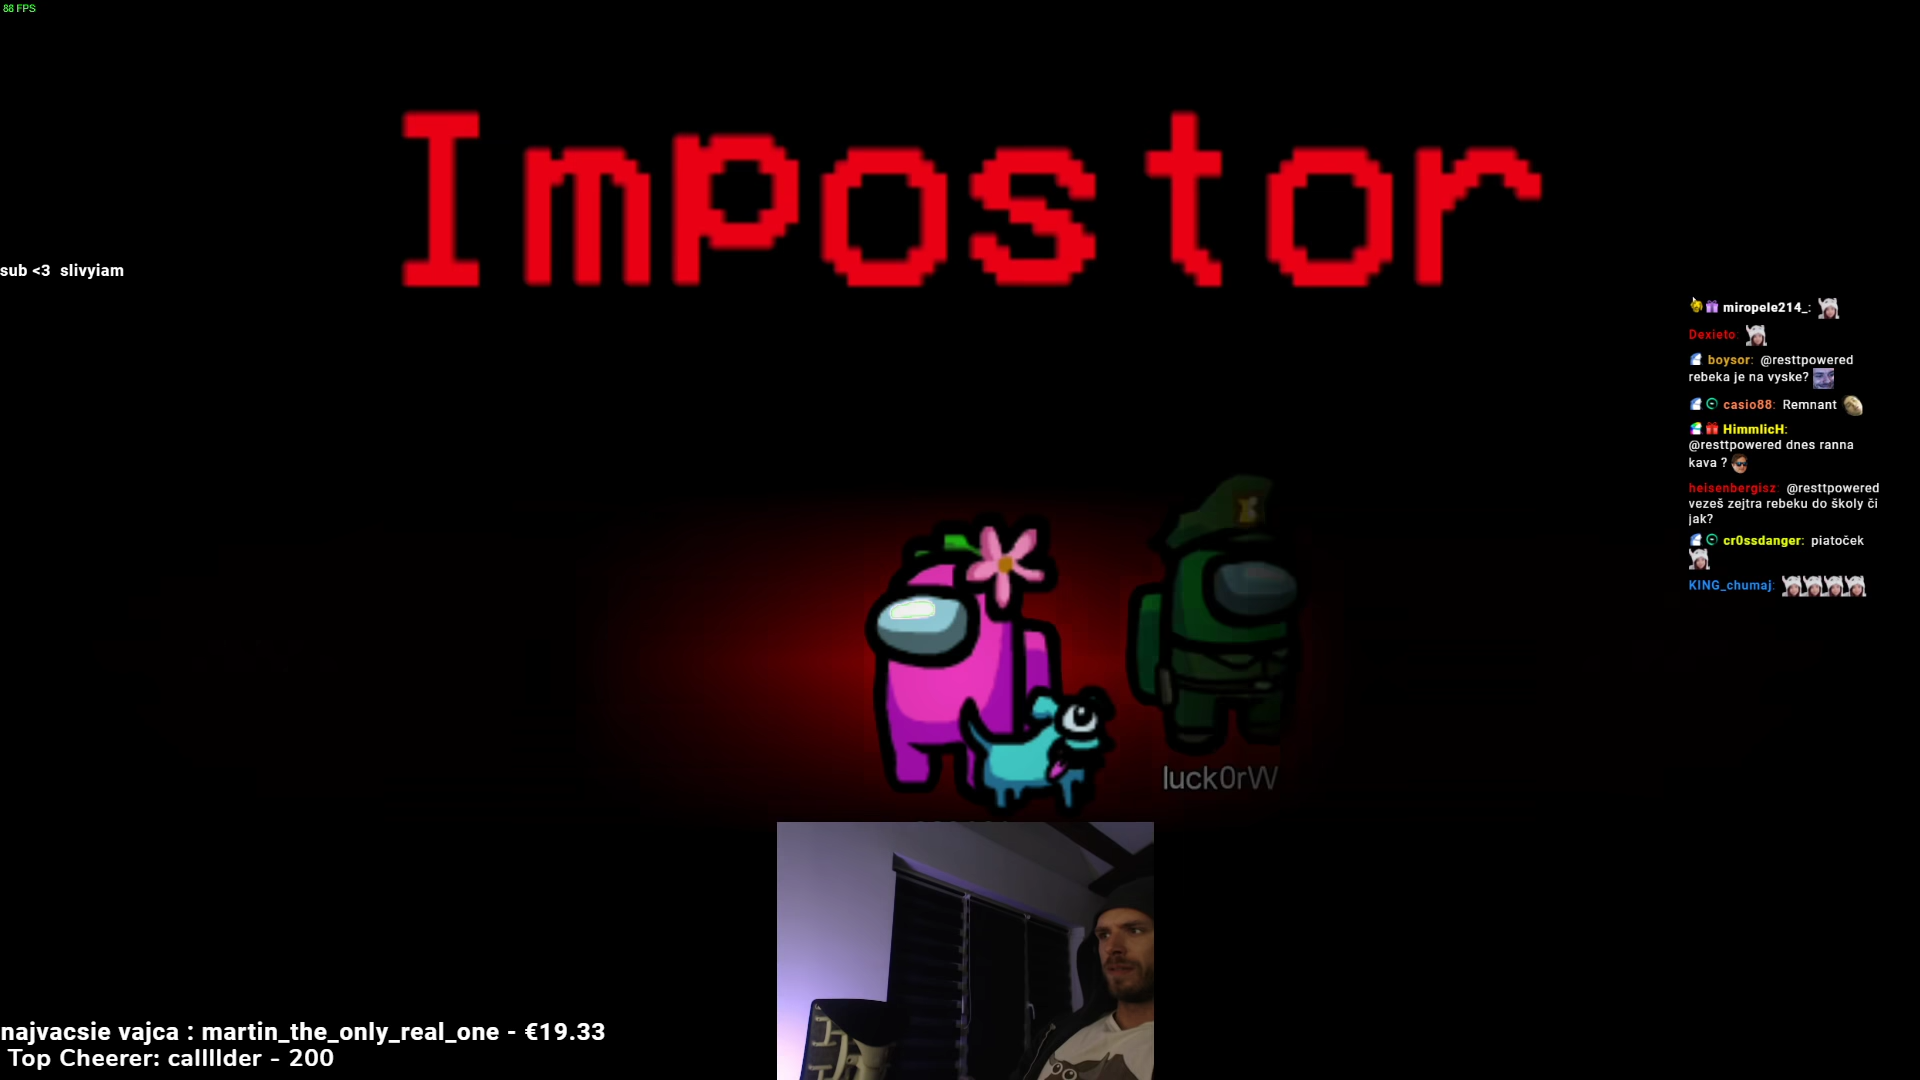 88 FPS
Impostor
sub <3 slivyiam
miropele214_:
Dexieto:
boysor: @resttpowered
rebeka je na vyske?
casio88: Remnant
HimmlicH:
@resttpowered dnes ranna
kava ?
heisenbergisz: @resttpowered
vezeš zejtra rebeku do školy či
jak?
cr0ssdanger: piatoček
KING_chumaj:
luck0rW
najvacsie vajca : martin_the_only_real_one - €19.33
Top Cheerer: callllder - 200